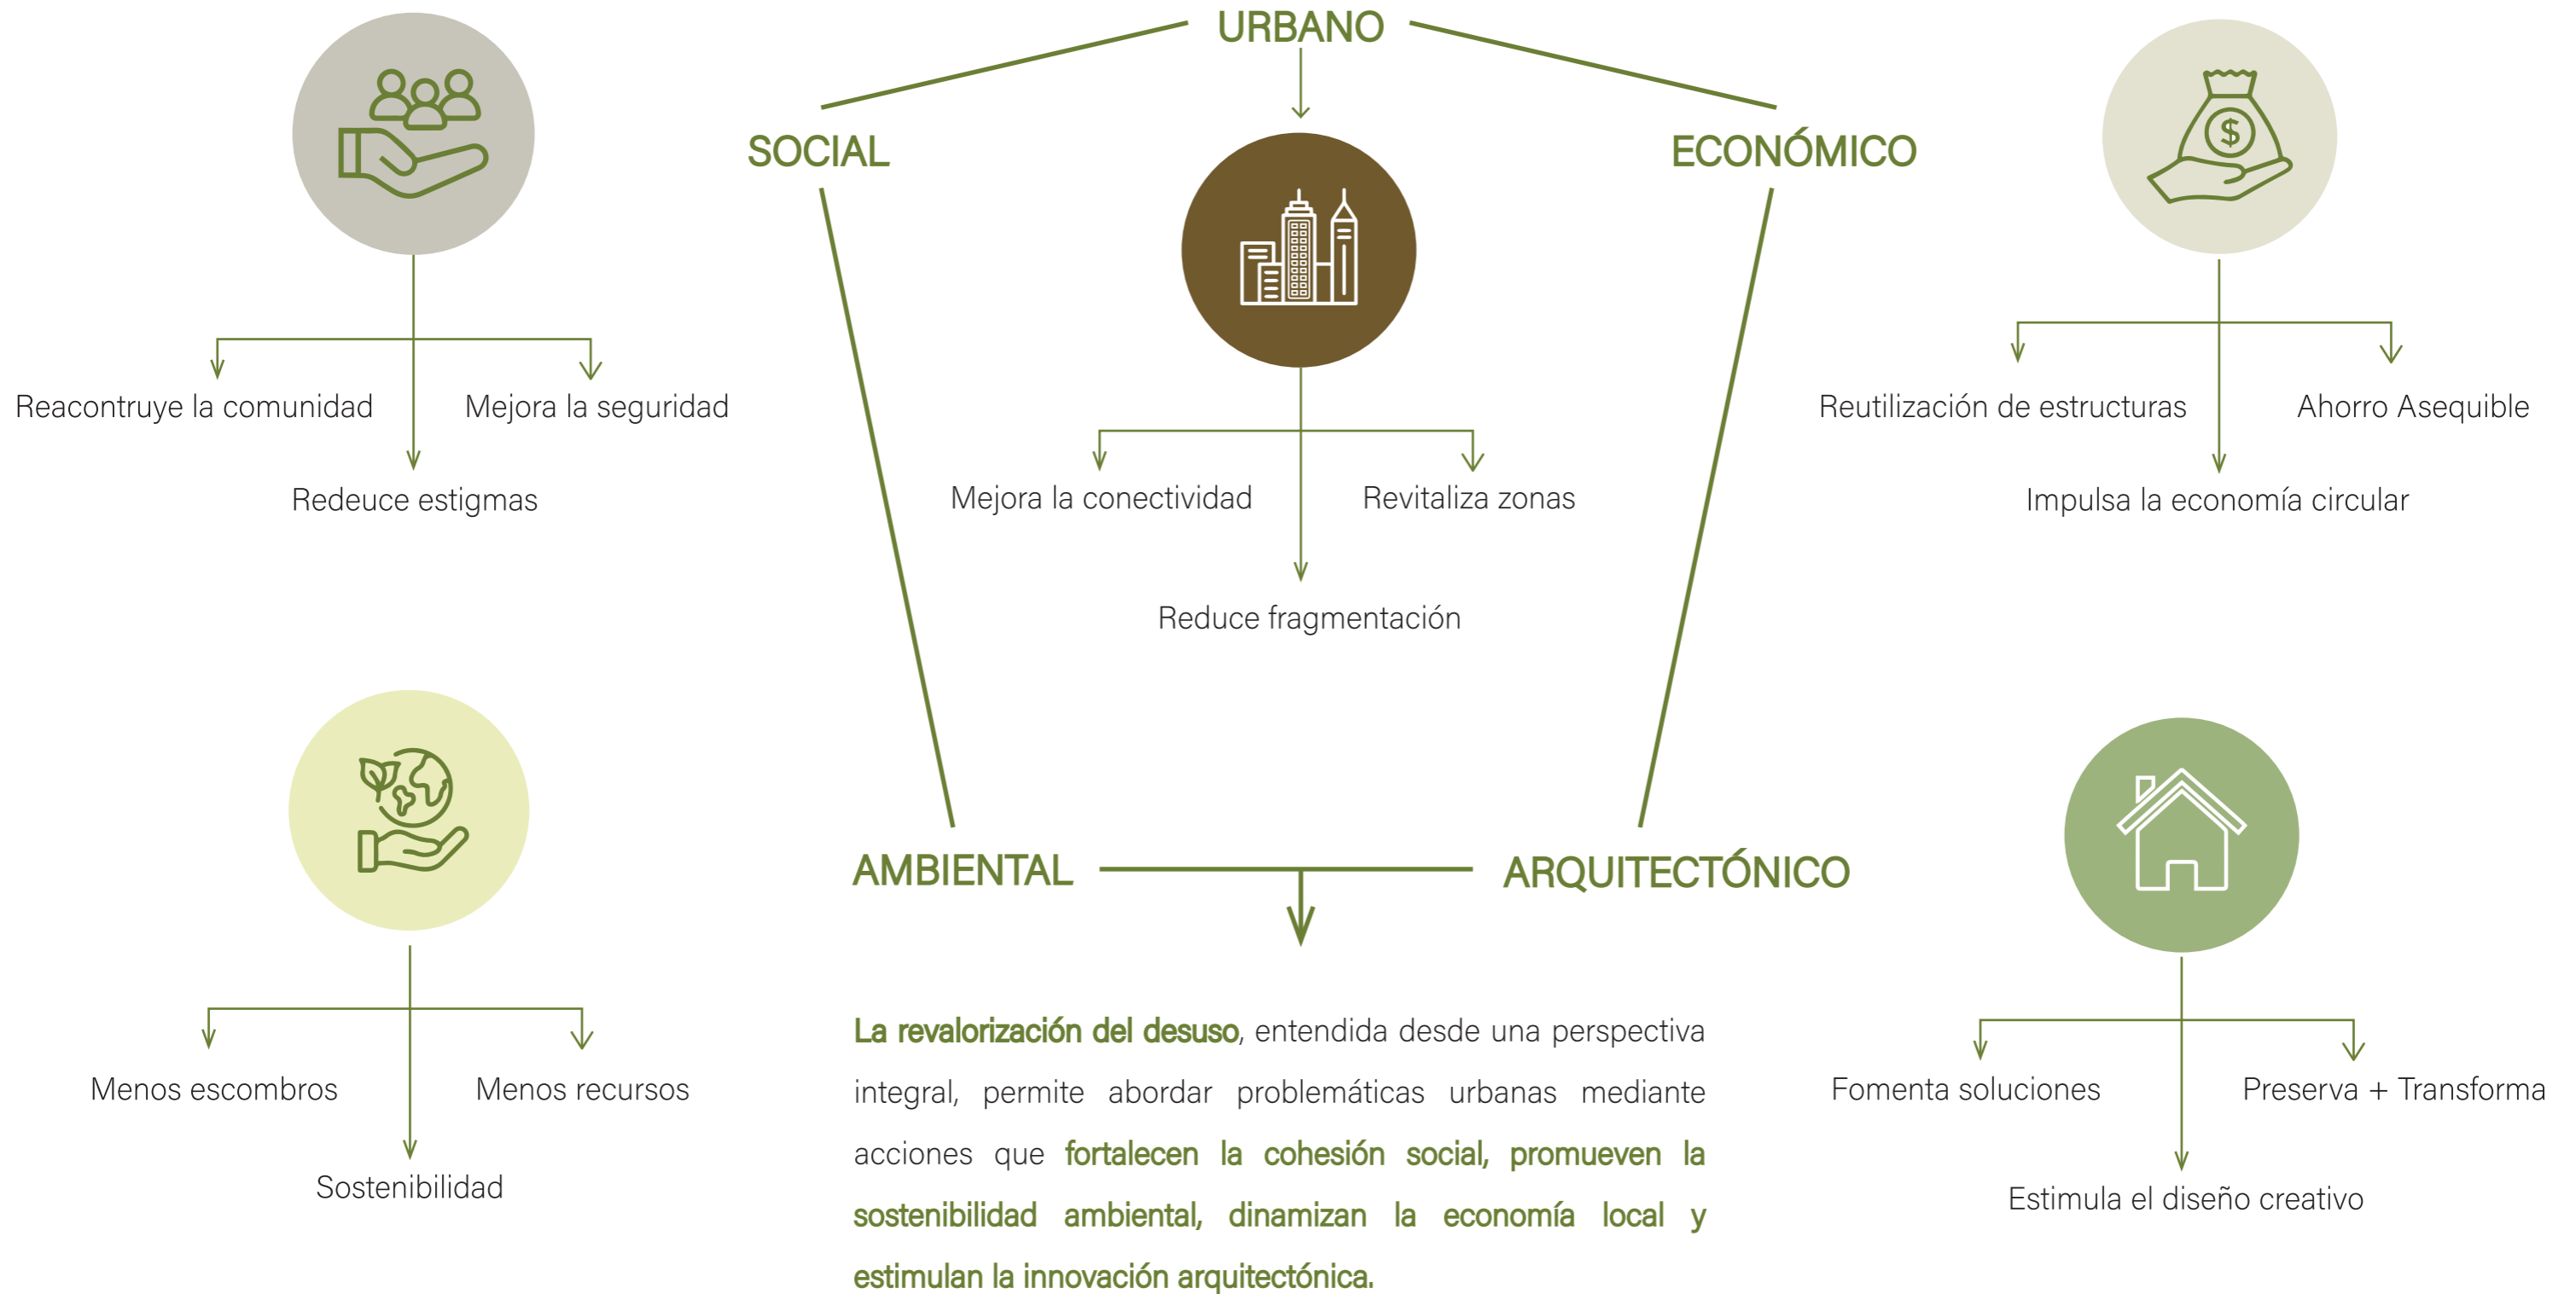 URBANO
SOCIAL
ECONÓMICO
$
Reacontruye la comunidad
Mejora la seguridad
Redeuce estigmas
Mejora la conectividad
Revitaliza zonas
Reduce fragmentación
Reutilización de estructuras
Ahorro Asequible
Impulsa la economía circular
AMBIENTAL
ARQUITECTÓNICO
Menos escombros
Menos recursos
Sostenibilidad
La revalorización del desuso, entendida desde una perspectiva
integral, permite abordar problemáticas urbanas mediante
acciones que fortalecen la cohesión social, promueven la
sostenibilidad ambiental, dinamizan la economía local y
estimulan la innovación arquitectónica.
Fomenta soluciones
Preserva + Transforma
Estimula el diseño creativo